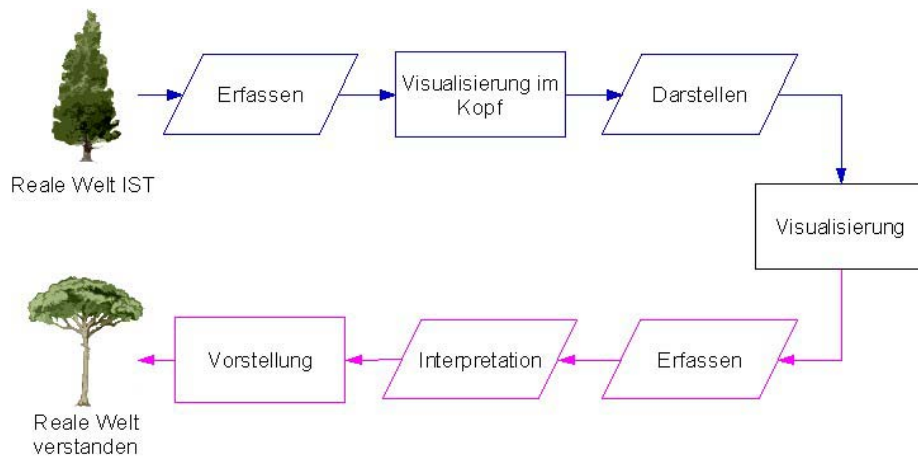 Erfassen
Visualisierung im
Kopf
Darstellen
Reale Welt IST
Visualisierung
Vorstellung
Interpretation
Erfassen
Reale Welt
verstanden